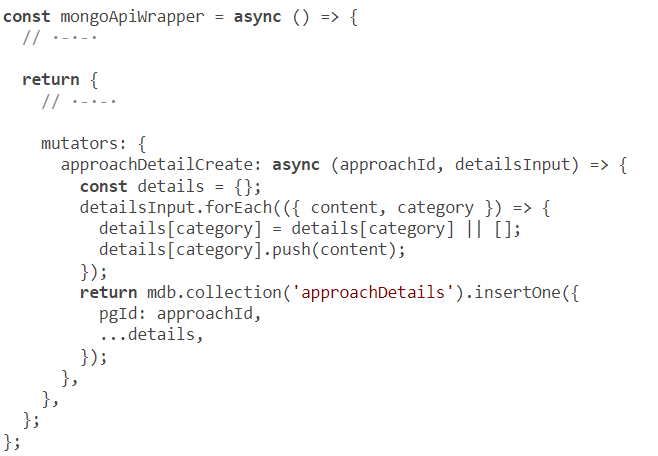 const mongoApiWrapper = async () => {
  // ·-·-·

  return {
    // ·-·-·

    mutators: {
      approachDetailCreate: async (approachId, detailsInput) => {
        const details = {};
        detailsInput.forEach(({ content, category }) => {
          details[category] = details[category] || [];
          details[category].push(content);
        });
        return mdb.collection('approachDetails').insertOne({
          pgId: approachId,
          ...details,
        });
      },
    },
  };
};